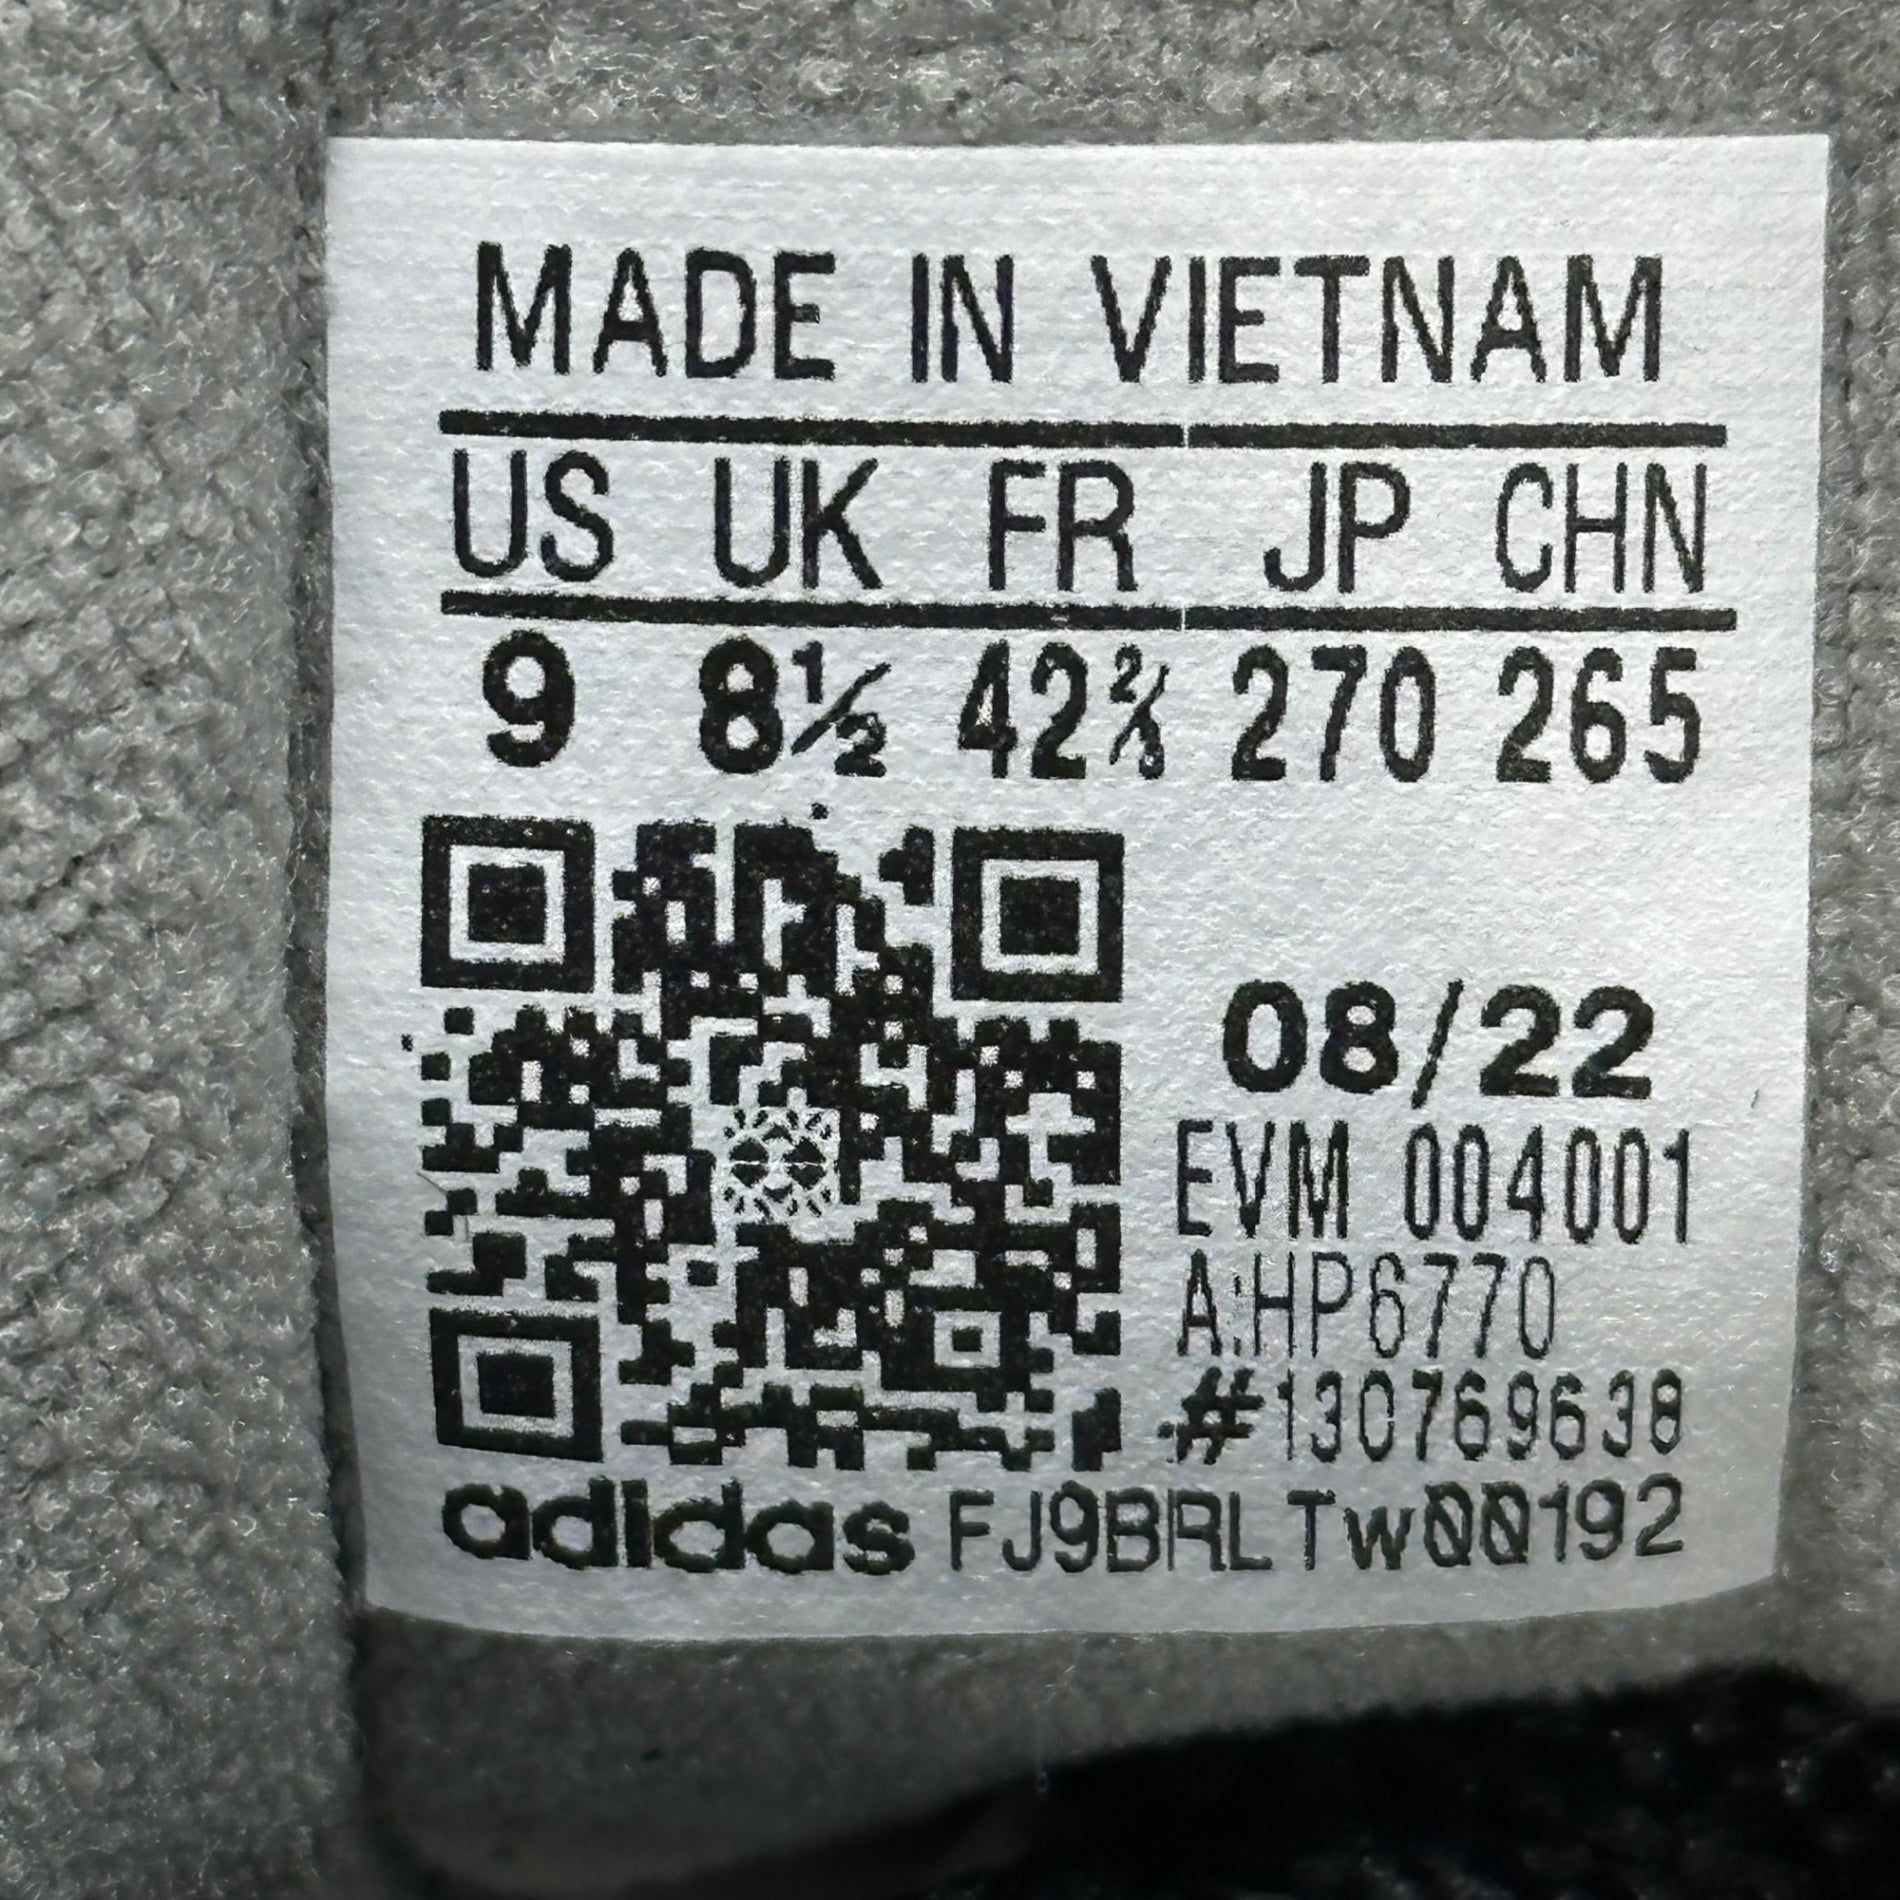 MADE IN VIETNAM
US UK FR JP CHN
9 8½ 42⅔ 270 265
08/22
EVM 004001
A:HP6770
#130769638
adidas FJ9BRLTw00192